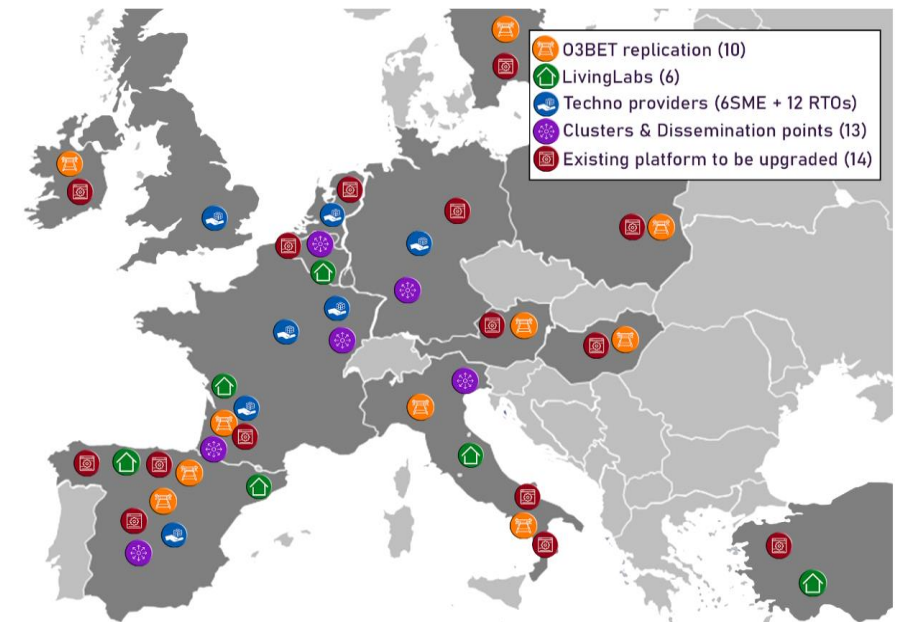 O3BET replication (10)
LivingLabs (6)
Techno providers (6SME + 12 RTOs)
Clusters & Dissemination points (13)
Existing platform to be upgraded (14)